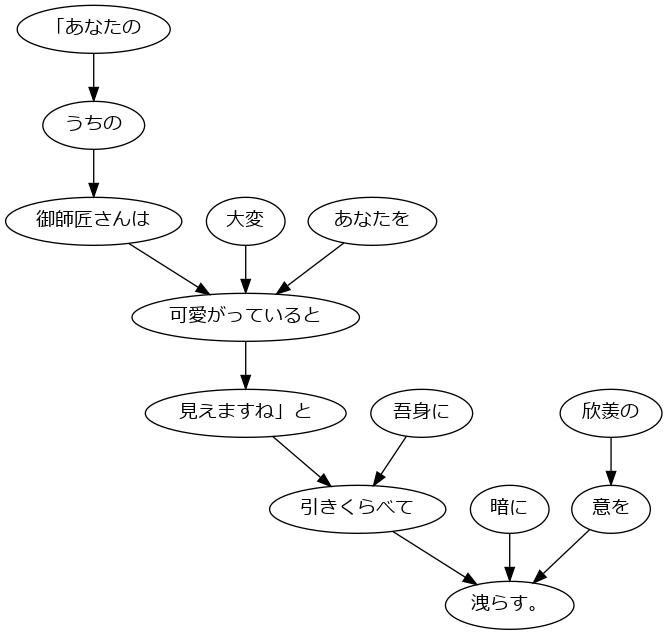 「あなたの
うちの
御師匠さんは
大変
あなたを
可愛がっていると
見えますね」と
吾身に
欣羨の
引きくらべて
暗に
意を
洩らす。